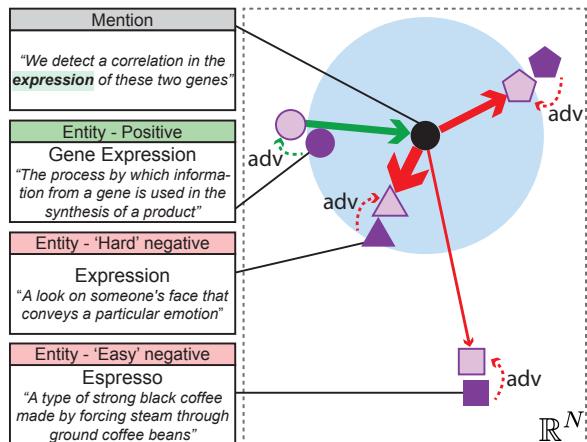 Mention
"We detect a correlation in the
expression of these two genes"
Entity - Positive
Gene Expression
"The process by which informa-
tion from a gene is used in the
synthesis of a product"
Entity - 'Hard' negative
Expression
"A look on someone's face that
conveys a particular emotion"
Entity - 'Easy' negative
Espresso
"A type of strong black coffee
made by forcing steam through
ground coffee beans"
adv
adv
adv
adv
ℝ^N